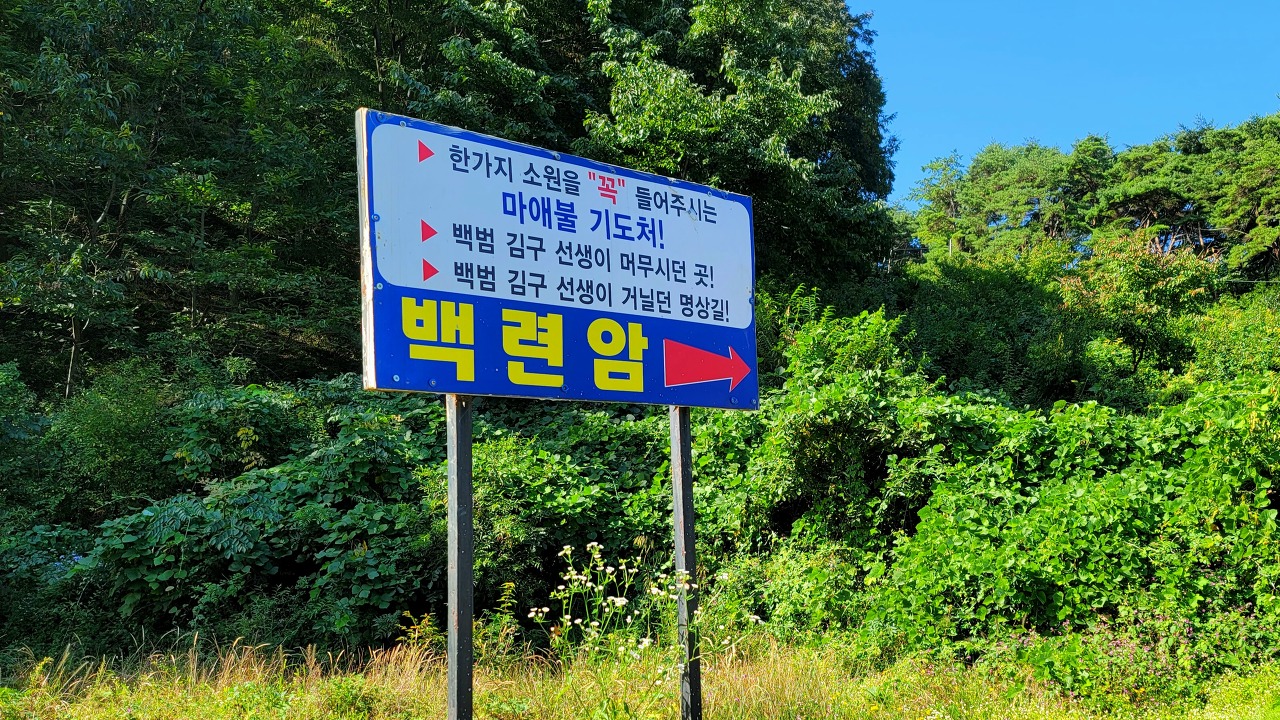 ▶ 한가지 소원을 "꼭" 들어주시는
마애불 기도처!
▶ 백범 김구 선생이 머무시던 곳!
▶ 백범 김구 선생이 거닐던 명상길!
백련암